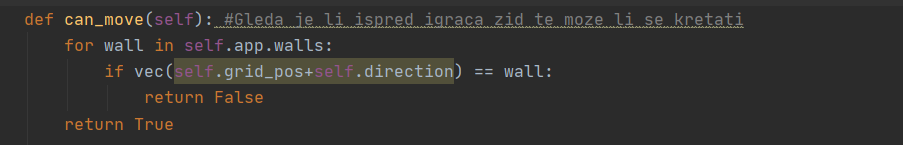 def can_move(self): #Gleda je li ispred igraca zid te moze li se kretati
    for wall in self.app.walls:
        if vec(self.grid_pos+self.direction) == wall:
            return False
    return True